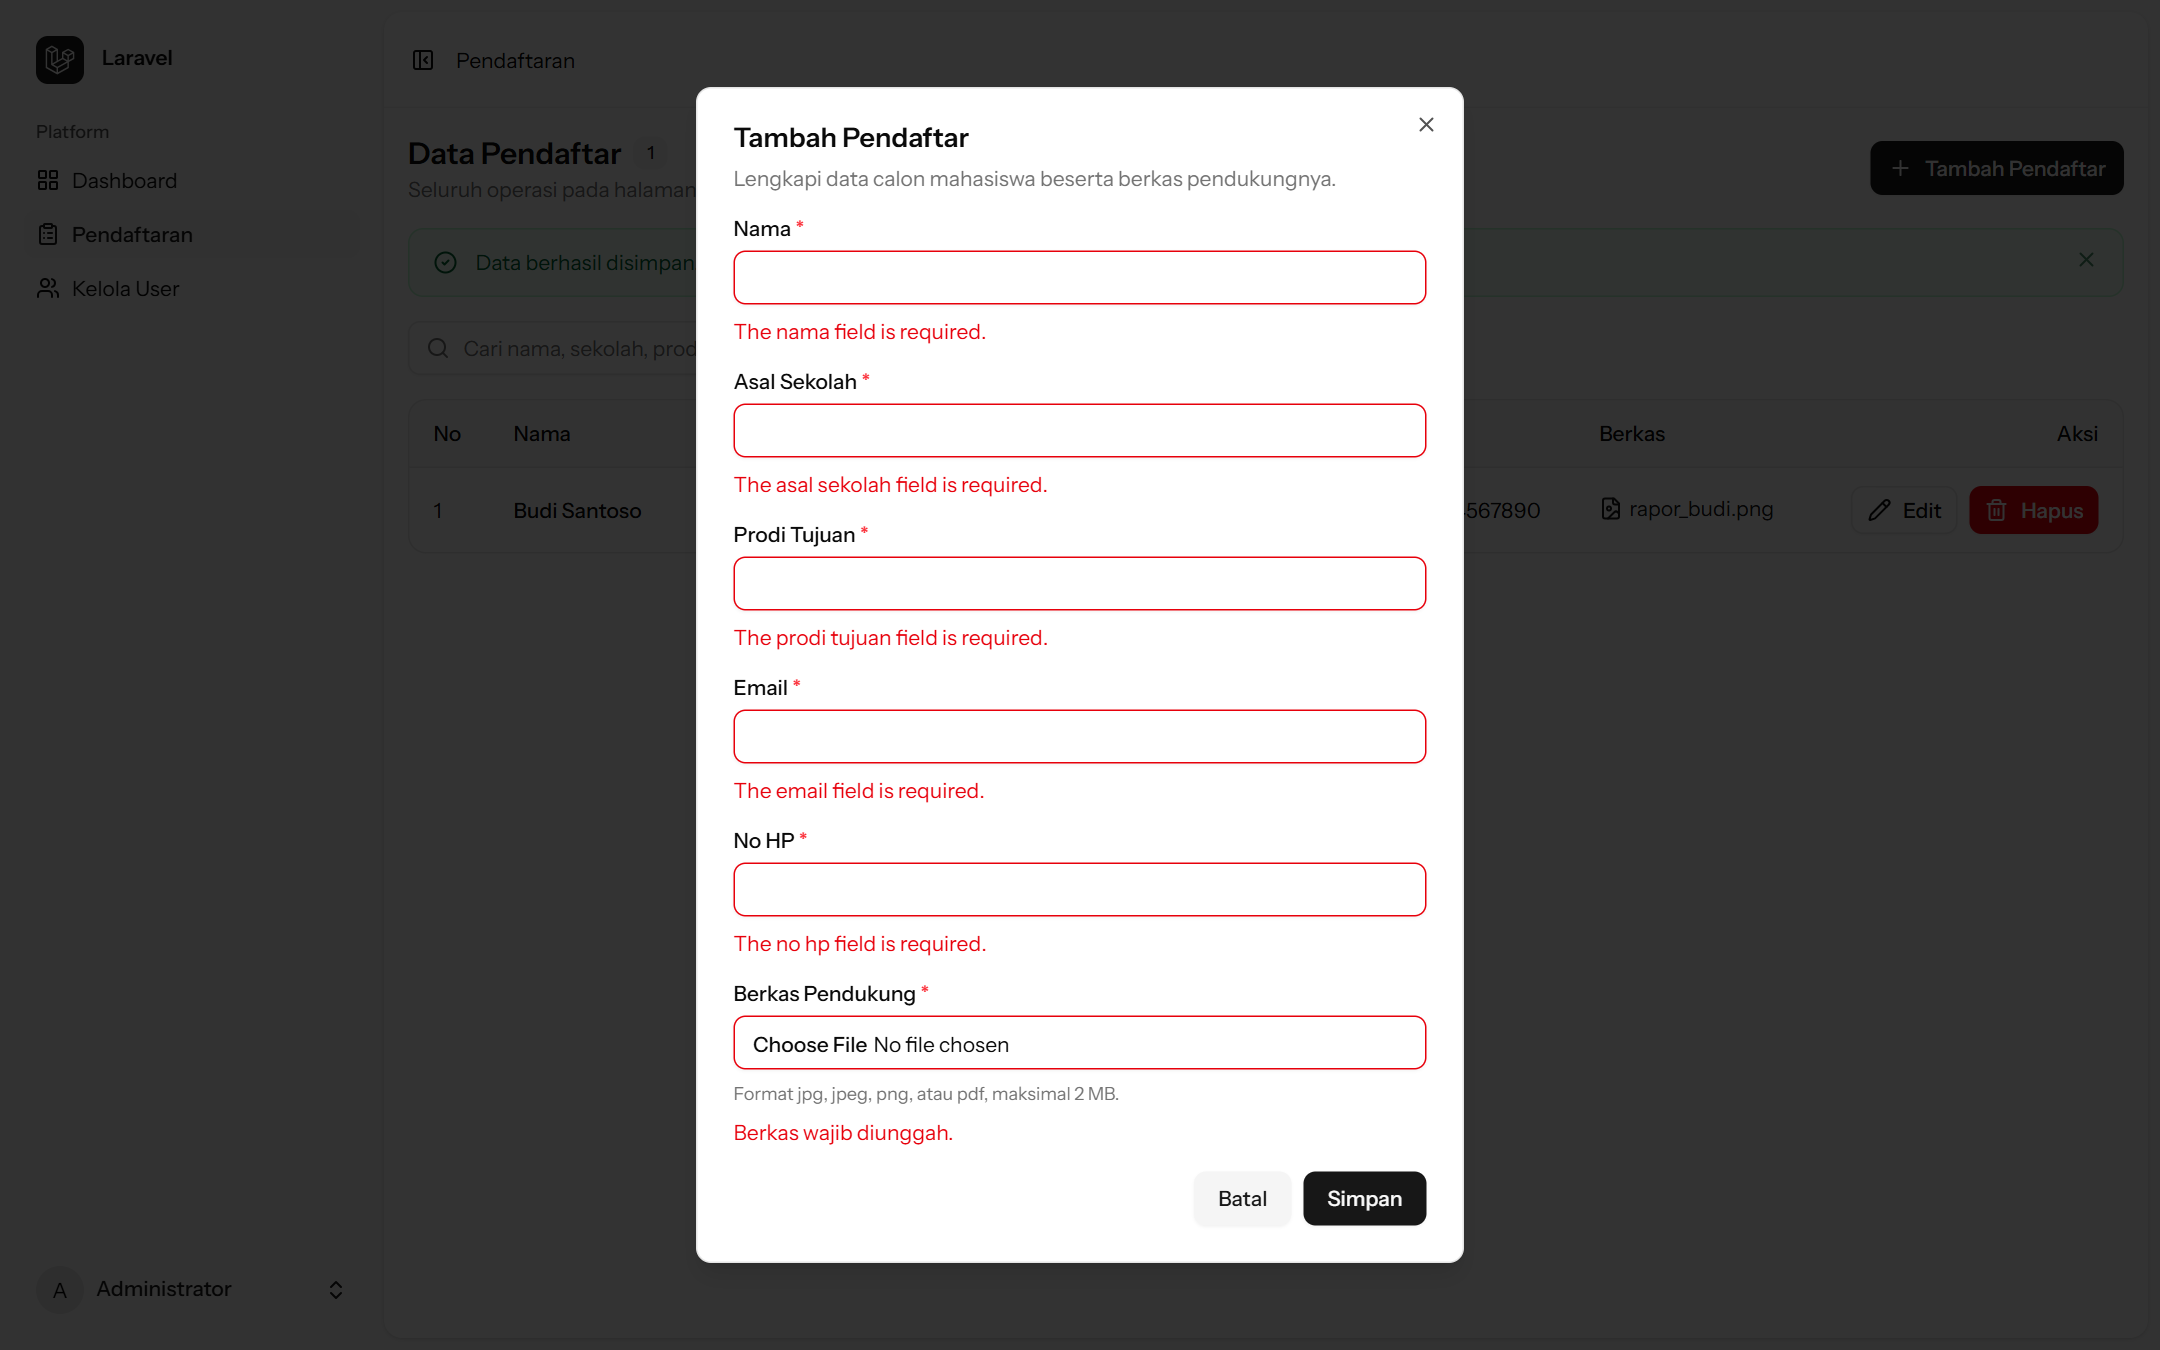 Laravel
Platform
Dashboard
Pendaftaran
Kelola User
A Administrator
Pendaftaran
Data Pendaftar 1
Seluruh operasi pada halaman
+ Tambah Pendaftar
Data berhasil disimpan
Cari nama, sekolah, prod
No Nama Berkas Aksi
1 Budi Santoso 567890 rapor_budi.png Edit Hapus
Tambah Pendaftar
Lengkapi data calon mahasiswa beserta berkas pendukungnya.
Nama *
The nama field is required.
Asal Sekolah *
The asal sekolah field is required.
Prodi Tujuan *
The prodi tujuan field is required.
Email *
The email field is required.
No HP *
The no hp field is required.
Berkas Pendukung *
Choose File No file chosen
Format jpg, jpeg, png, atau pdf, maksimal 2 MB.
Berkas wajib diunggah.
Batal Simpan